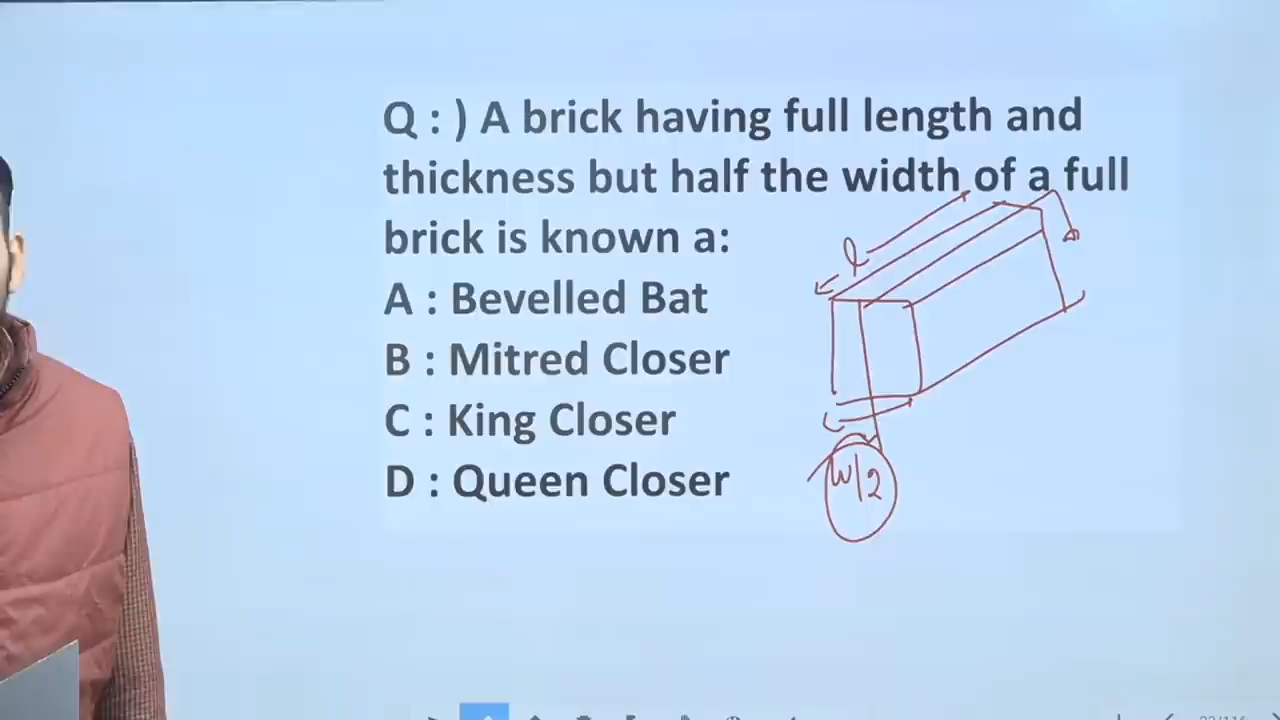 Q : ) A brick having full length and
thickness but half the width of a full
brick is known a:
A : Bevelled Bat
B : Mitred Closer
C : King Closer
D : Queen Closer
l
W/2